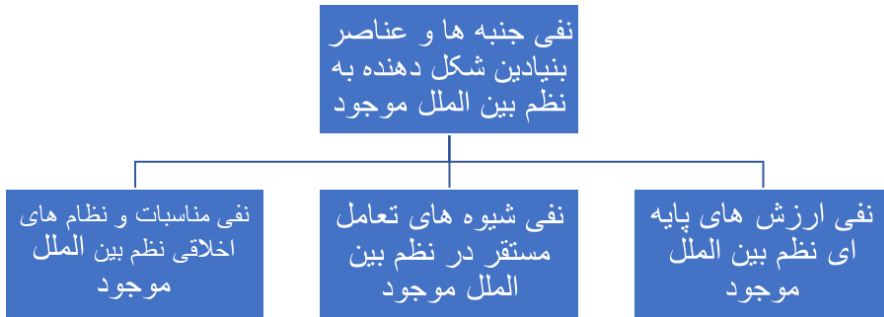 نفی جنبه ها و عناصر
بنیادین شکل دهنده به
نظم بین الملل موجود
نفی ارزش های پایه
ای نظم بین الملل
موجود
نفی شیوه های تعامل
مستقر در نظم بین
الملل موجود
نفی مناسبات و نظام های
اخلاقی نظم بین الملل
موجود